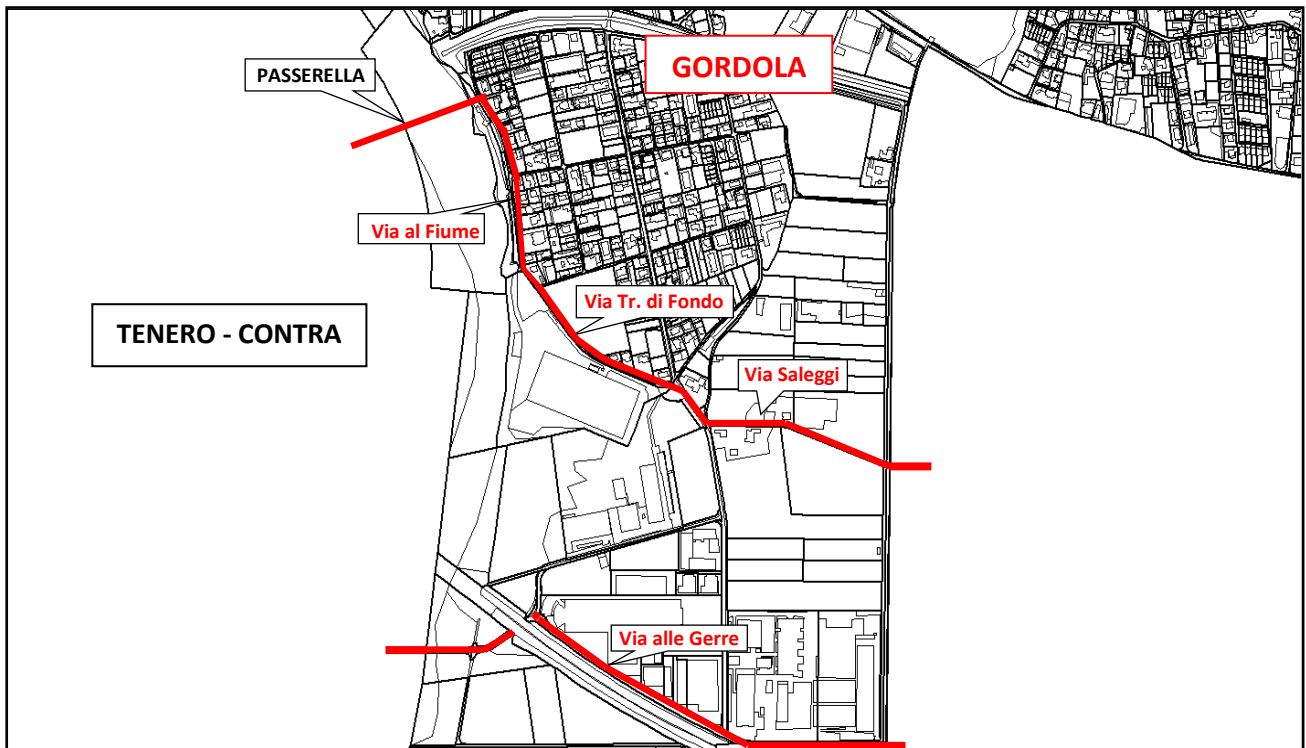 GORDOLA
PASSERELLA
Via al Fiume
Via Tr. di Fondo
TENERO - CONTRA
Via Saleggi
Via alle Gerre